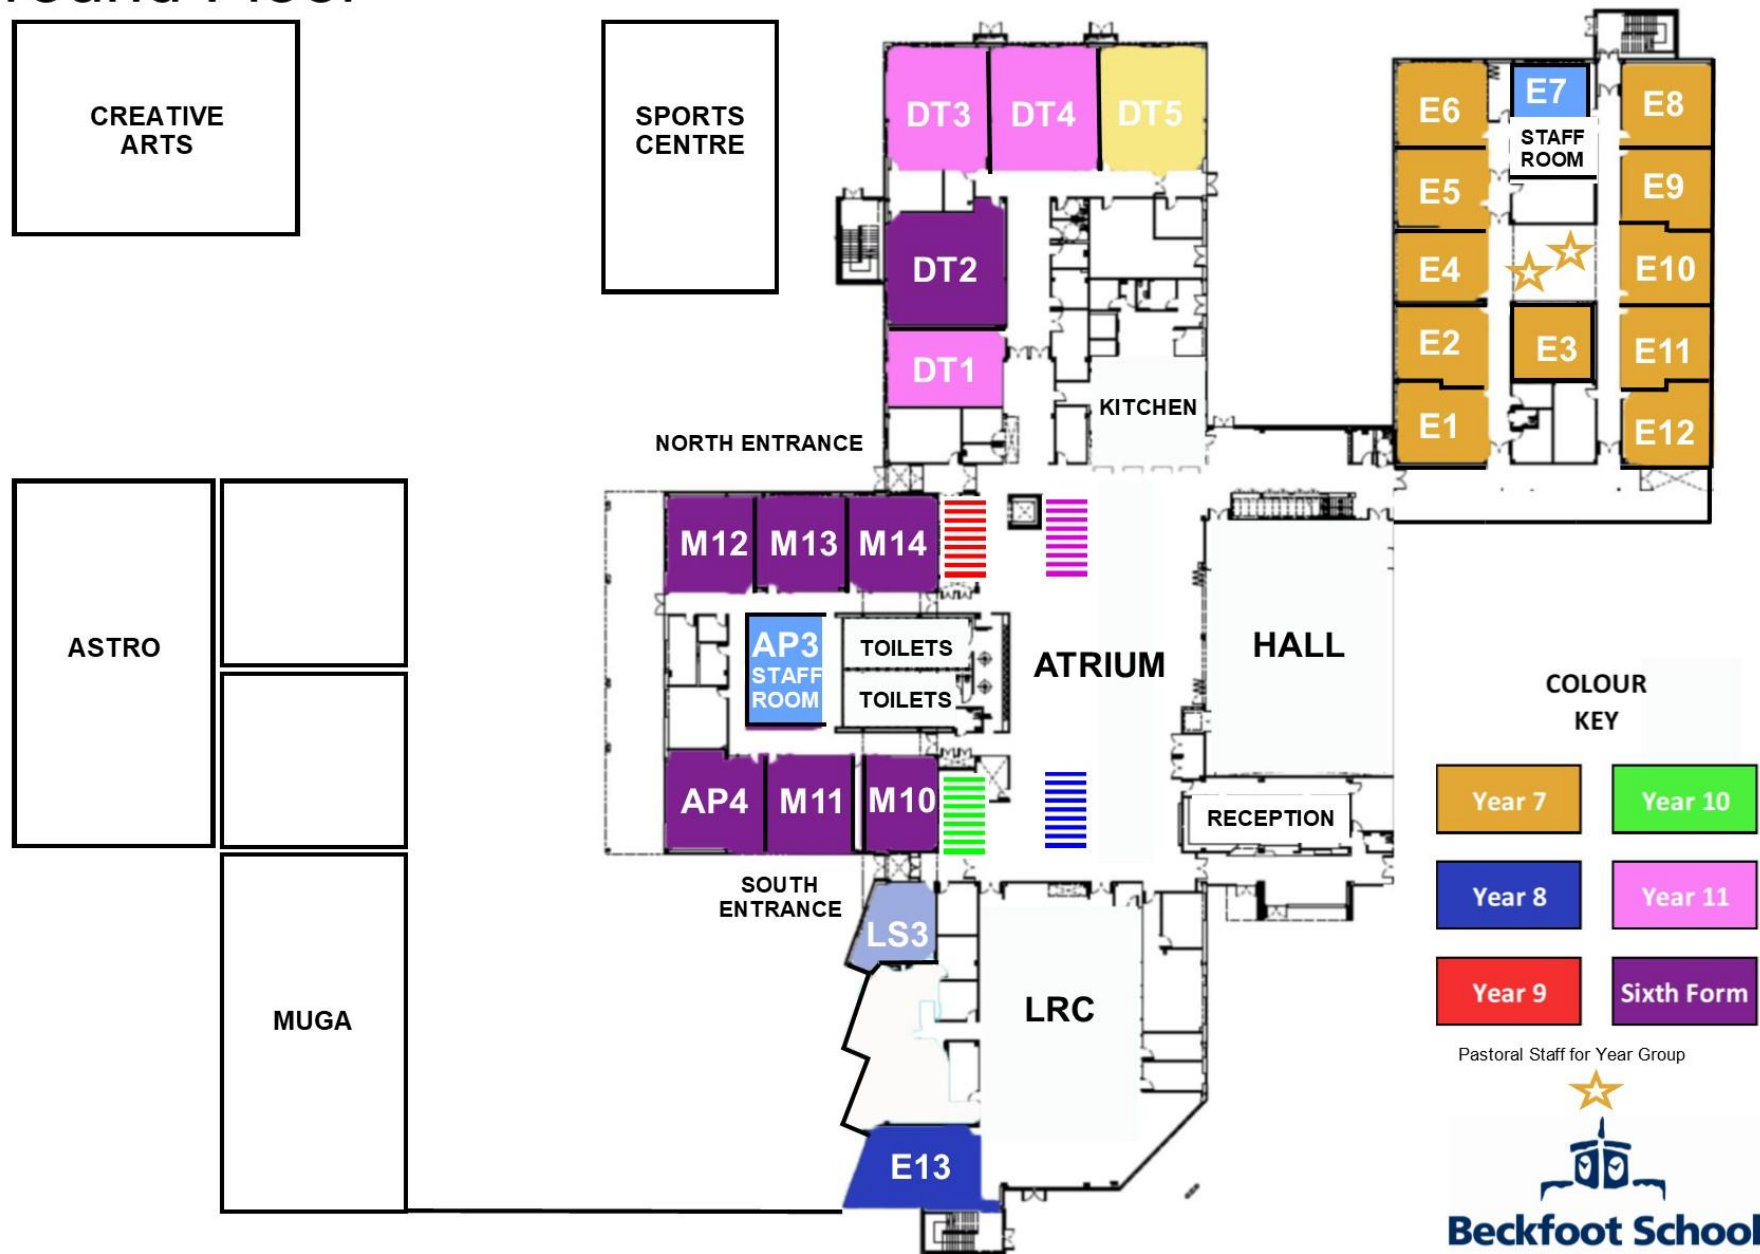 CREATIVE
ARTS
SPORTS
CENTRE
DT3
DT4
DT5
DT2
DT1
KITCHEN
E6
E7
STAFF
ROOM
E8
E5
E9
E4
E10
E2
E3
E11
E1
E12
NORTH ENTRANCE
ASTRO
M12
M13
M14
AP3
STAFF
ROOM
TOILETS
TOILETS
ATRIUM
HALL
AP4
M11
M10
RECEPTION
SOUTH
ENTRANCE
LS3
LRC
MUGA
E13
COLOUR
KEY
Year 7
Year 10
Year 8
Year 11
Year 9
Sixth Form
Pastoral Staff for Year Group
Beckfoot School